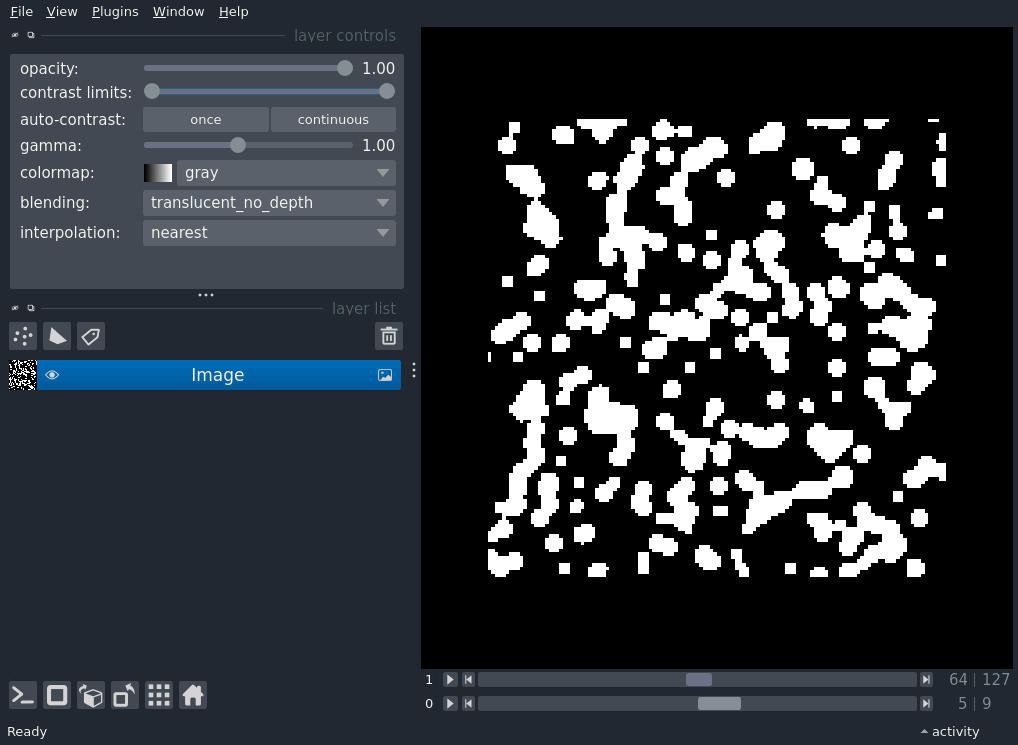 File View Plugins Window Help
layer controls
opacity: 1.00
contrast limits:
auto-contrast: once continuous
gamma: 1.00
colormap: gray
blending: translucent_no_depth
interpolation: nearest
layer list
Image
1 64 | 127
0 5 | 9
Ready activity